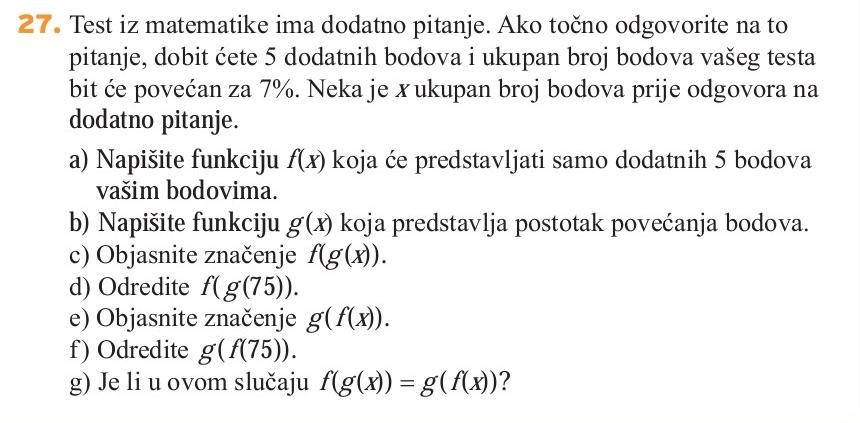 27. Test iz matematike ima dodatno pitanje. Ako točno odgovorite na to
pitanje, dobit ćete 5 dodatnih bodova i ukupan broj bodova vašeg testa
bit će povećan za 7%. Neka je x ukupan broj bodova prije odgovora na
dodatno pitanje.
a) Napišite funkciju f(x) koja će predstavljati samo dodatnih 5 bodova
vašim bodovima.
b) Napišite funkciju g(x) koja predstavlja postotak povećanja bodova.
c) Objasnite značenje f(g(x)).
d) Odredite f(g(75)).
e) Objasnite značenje g(f(x)).
f) Odredite g(f(75)).
g) Je li u ovom slučaju f(g(x)) = g(f(x))?